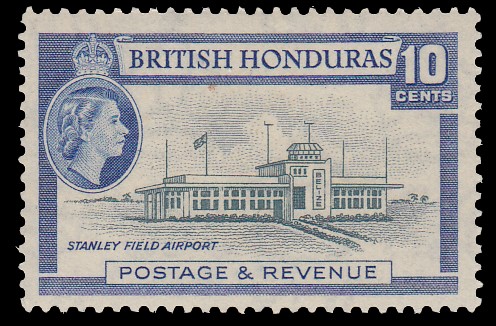 BRITISH HONDURAS
10
CENTS
BELIZE
STANLEY FIELD AIRPORT
POSTAGE & REVENUE